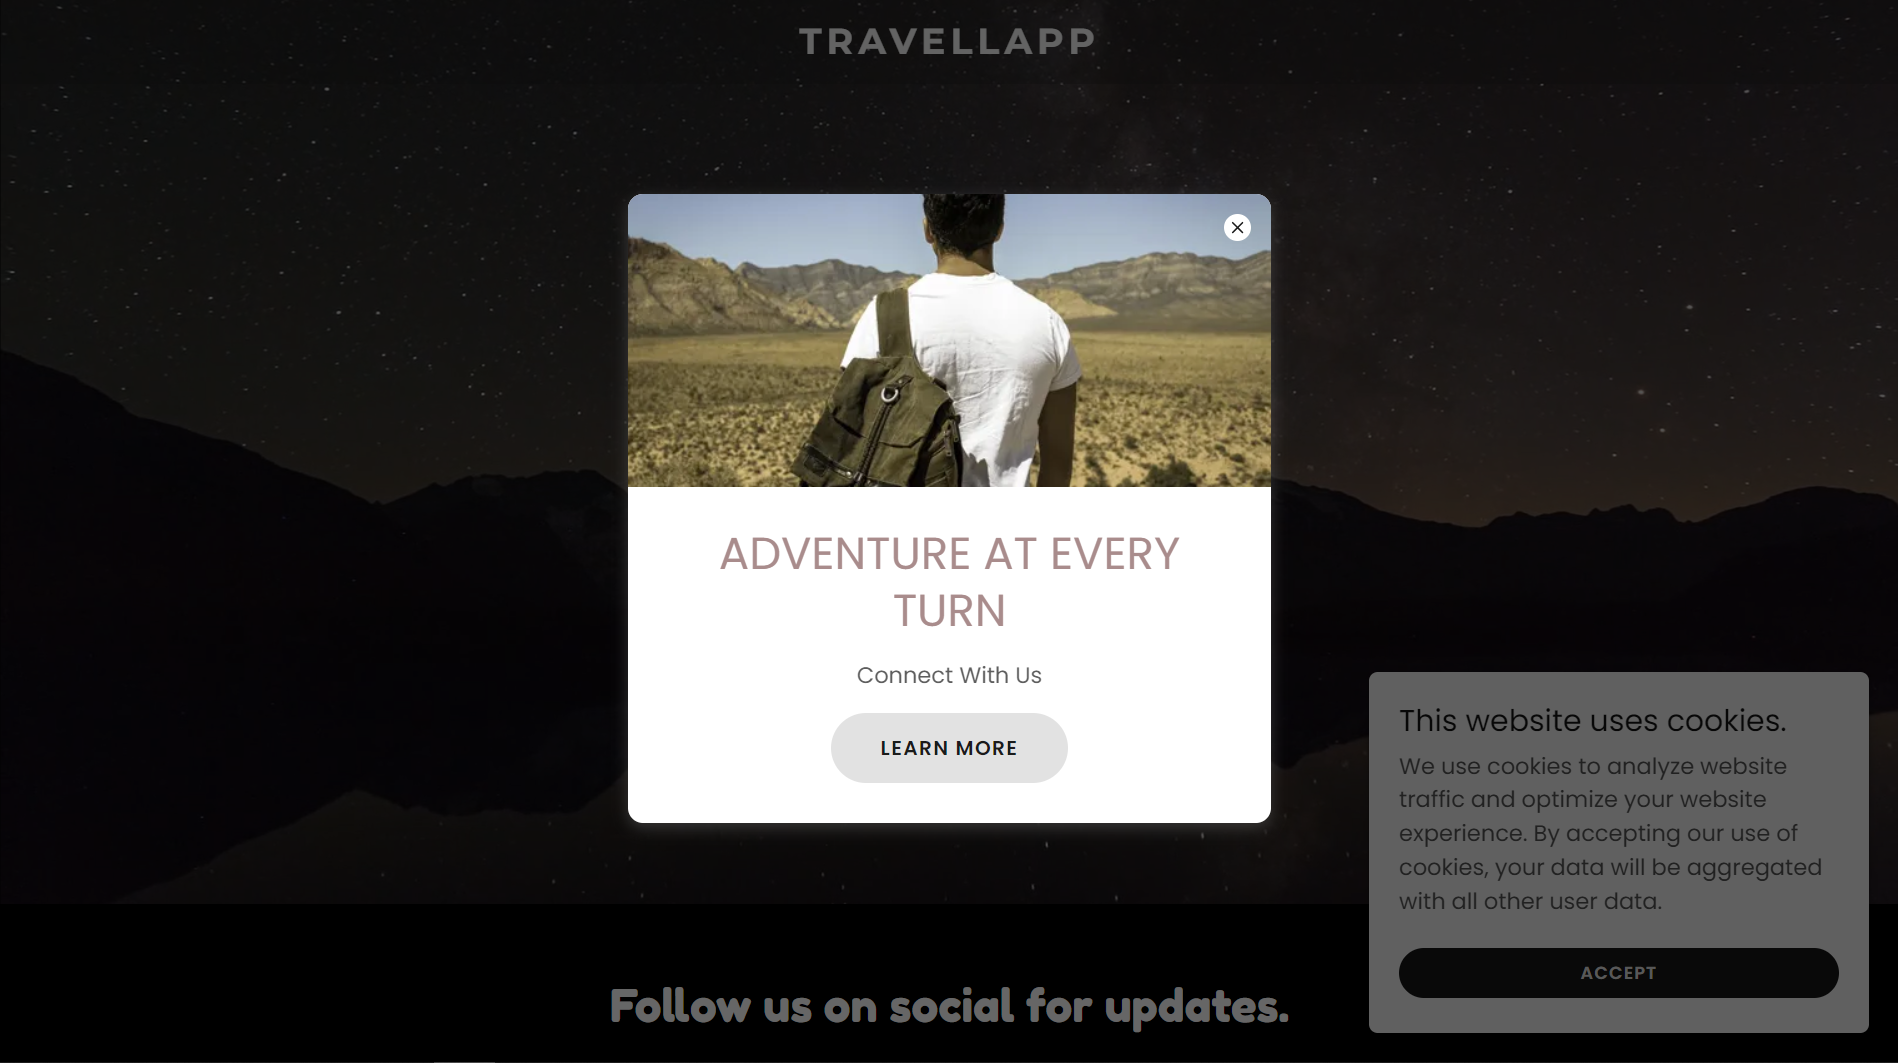 TRAVELLAPP
ADVENTURE AT EVERY
TURN
Connect With Us
LEARN MORE
This website uses cookies.
We use cookies to analyze website
traffic and optimize your website
experience. By accepting our use of
cookies, your data will be aggregated
with all other user data.
ACCEPT
Follow us on social for updates.